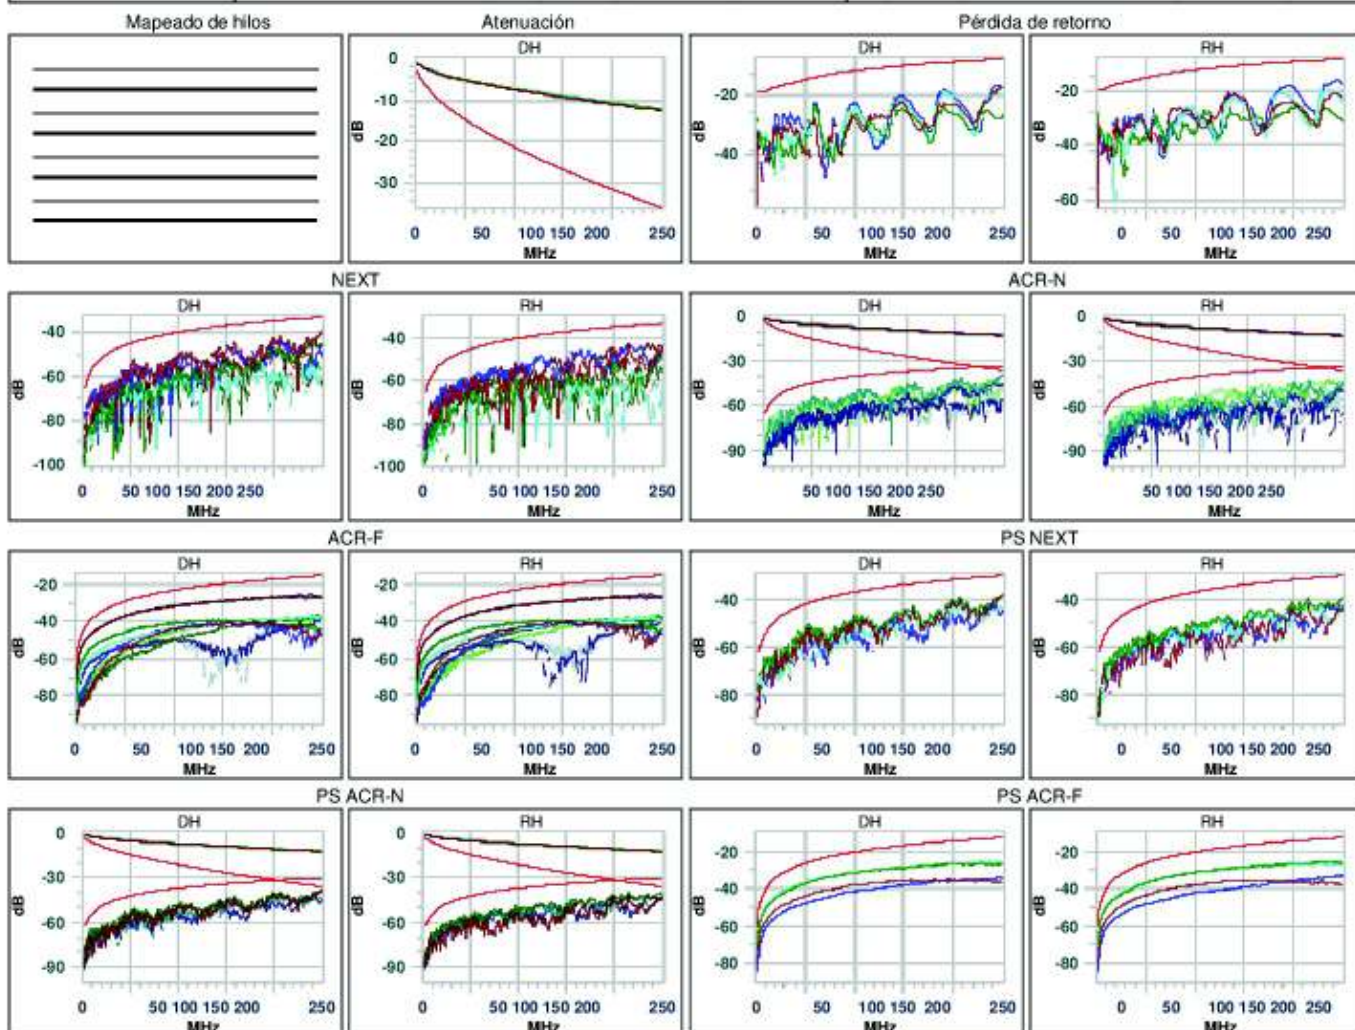 Mapeado de hilos
Atenuación
Pérdida de retorno
DH
DH
RH
0
-10
-20
-30
dB
0 50 100 150 200 250
MHz
-20
-40
dB
0 50 100 150 200 250
MHz
-20
-40
-60
dB
0 50 100 150 200 250
MHz
NEXT
ACR-N
DH
RH
DH
RH
-40
-60
-80
-100
dB
0 50 100 150 200 250
MHz
-40
-60
-80
-100
dB
0 50 100 150 200 250
MHz
0
-30
-60
-90
dB
50 100 150 200 250
MHz
0
-30
-60
-90
dB
50 100 150 200 250
MHz
ACR-F
PS NEXT
DH
RH
DH
RH
-20
-40
-60
-80
dB
0 50 100 150 200 250
MHz
-20
-40
-60
-80
dB
0 50 100 150 200 250
MHz
-40
-60
-80
dB
0 50 100 150 200 250
MHz
-40
-60
-80
dB
0 50 100 150 200 250
MHz
PS ACR-N
PS ACR-F
DH
RH
DH
RH
0
-30
-60
-90
dB
0 50 100 150 200 250
MHz
0
-30
-60
-90
dB
0 50 100 150 200 250
MHz
-20
-40
-60
-80
dB
0 50 100 150 200 250
MHz
-20
-40
-60
-80
dB
0 50 100 150 200 250
MHz